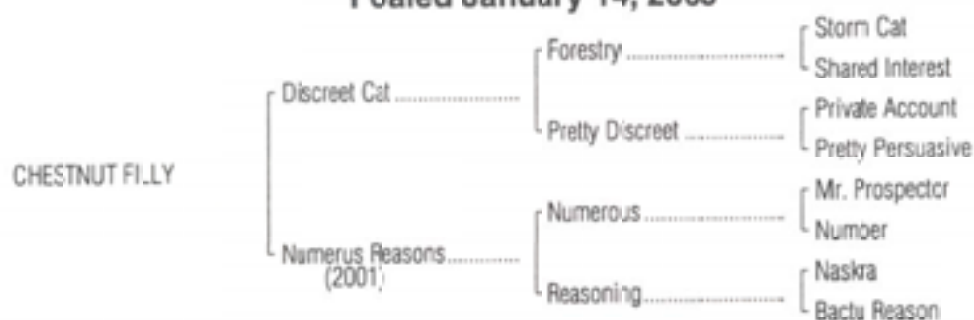 Foaled January 14,
Storm Cat
Forestry
Shared Interest
Discreet Cat
Private Account
Pretty Discreet
Pretty Persuasive
CHESTNUT FILLY
Mr. Prospector
Numerous
Number
Numerus Reasons
(2001)
Naskra
Reasoning
Bactu Reason